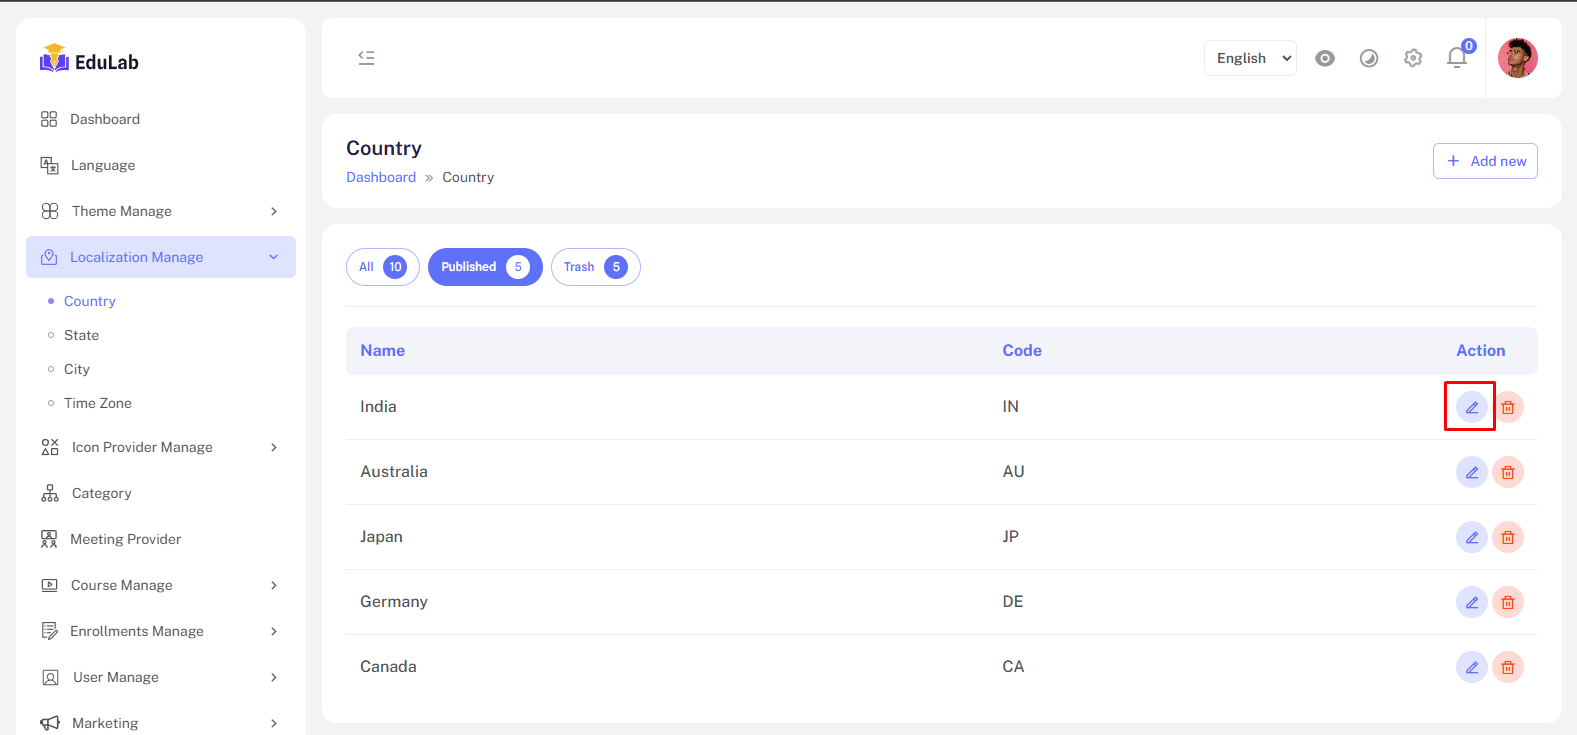 EduLab
Dashboard
Language
Theme Manage
Localization Manage
Country
State
City
Time Zone
Icon Provider Manage
Category
Meeting Provider
Course Manage
Enrollments Manage
User Manage
Marketing
English
0
Country
Dashboard » Country
+ Add new
All 10 Published 5 Trash 5
Name Code Action
India IN
Australia AU
Japan JP
Germany DE
Canada CA